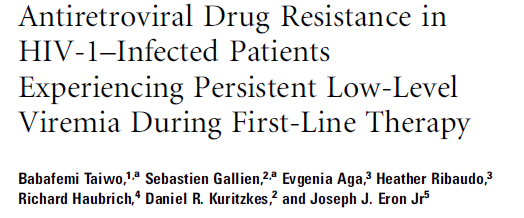 Antiretroviral Drug Resistance in
HIV-1–Infected Patients
Experiencing Persistent Low-Level
Viremia During First-Line Therapy
Babafemi Taiwo,1,a Sebastien Gallien,2,a Evgenia Aga,3 Heather Ribaudo,3
Richard Haubrich,4 Daniel R. Kuritzkes,2 and Joseph J. Eron Jr5